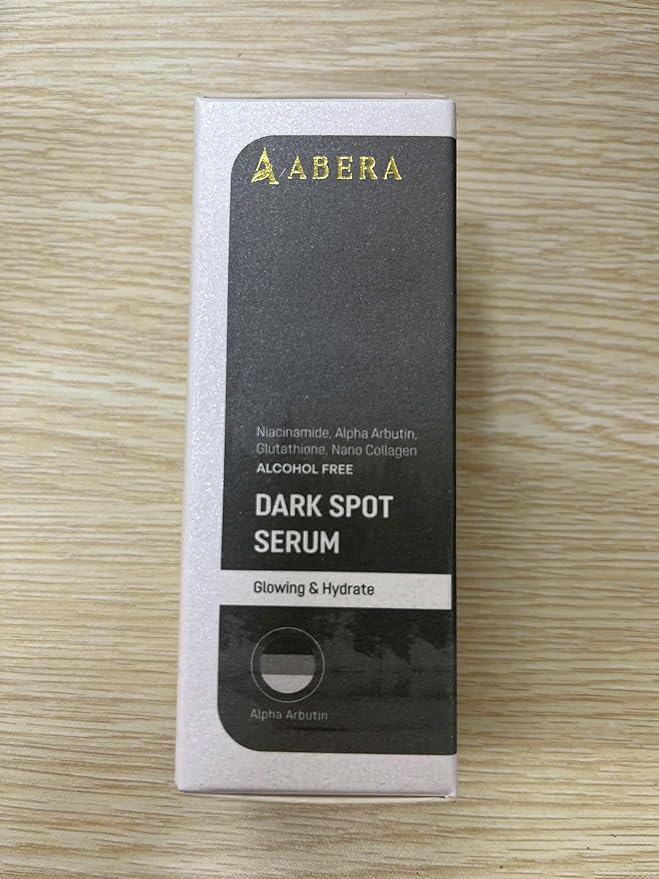 ABERA
Niacinamide, Alpha Arbutin,
Glutathione, Nano Collagen
ALCOHOL FREE
DARK SPOT
SERUM
Glowing & Hydrate
Alpha Arbutin